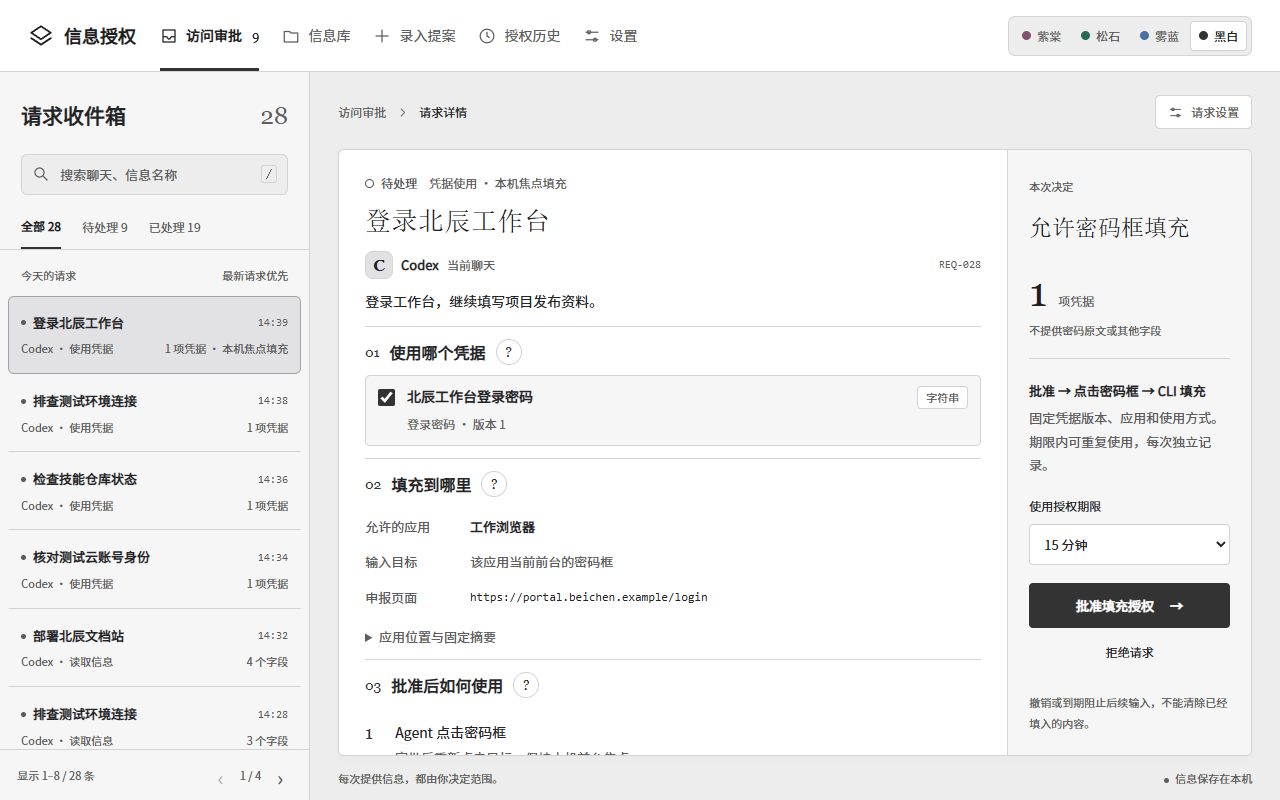 信息授权
访问审批 9
信息库
录入提案
授权历史
设置
紫棠
松石
雾蓝
黑白
请求收件箱 28
搜索聊天、信息名称 /
全部 28 待处理 9 已处理 19
今天的请求 最新请求优先
登录北辰工作台 14:39
Codex · 使用凭据 1 项凭据 · 本机焦点填充
排查测试环境连接 14:38
Codex · 使用凭据 1 项凭据
检查技能仓库状态 14:36
Codex · 使用凭据 1 项凭据
核对测试云账号身份 14:34
Codex · 使用凭据 1 项凭据
部署北辰文档站 14:32
Codex · 读取信息 4 个字段
排查测试环境连接 14:28
Codex · 读取信息 3 个字段
显示 1–8 / 28 条 ‹ 1 / 4 ›
访问审批 > 请求详情
请求设置
待处理 凭据使用 · 本机焦点填充
登录北辰工作台
C Codex 当前聊天 REQ-028
登录工作台，继续填写项目发布资料。
01 使用哪个凭据 ?
北辰工作台登录密码 字符串
登录密码 · 版本 1
02 填充到哪里 ?
允许的应用 工作浏览器
输入目标 该应用当前前台的密码框
申报页面 https://portal.beichen.example/login
▶ 应用位置与固定摘要
03 批准后如何使用 ?
1 Agent 点击密码框
本次决定
允许密码框填充
1 项凭据
不提供密码原文或其他字段
批准 → 点击密码框 → CLI 填充
固定凭据版本、应用和使用方式。
期限内可重复使用，每次独立记
录。
使用授权期限
15 分钟
批准填充授权 →
拒绝请求
撤销或到期阻止后续输入，不能清除已经
填入的内容。
每次提供信息，都由你决定范围。
信息保存在本机